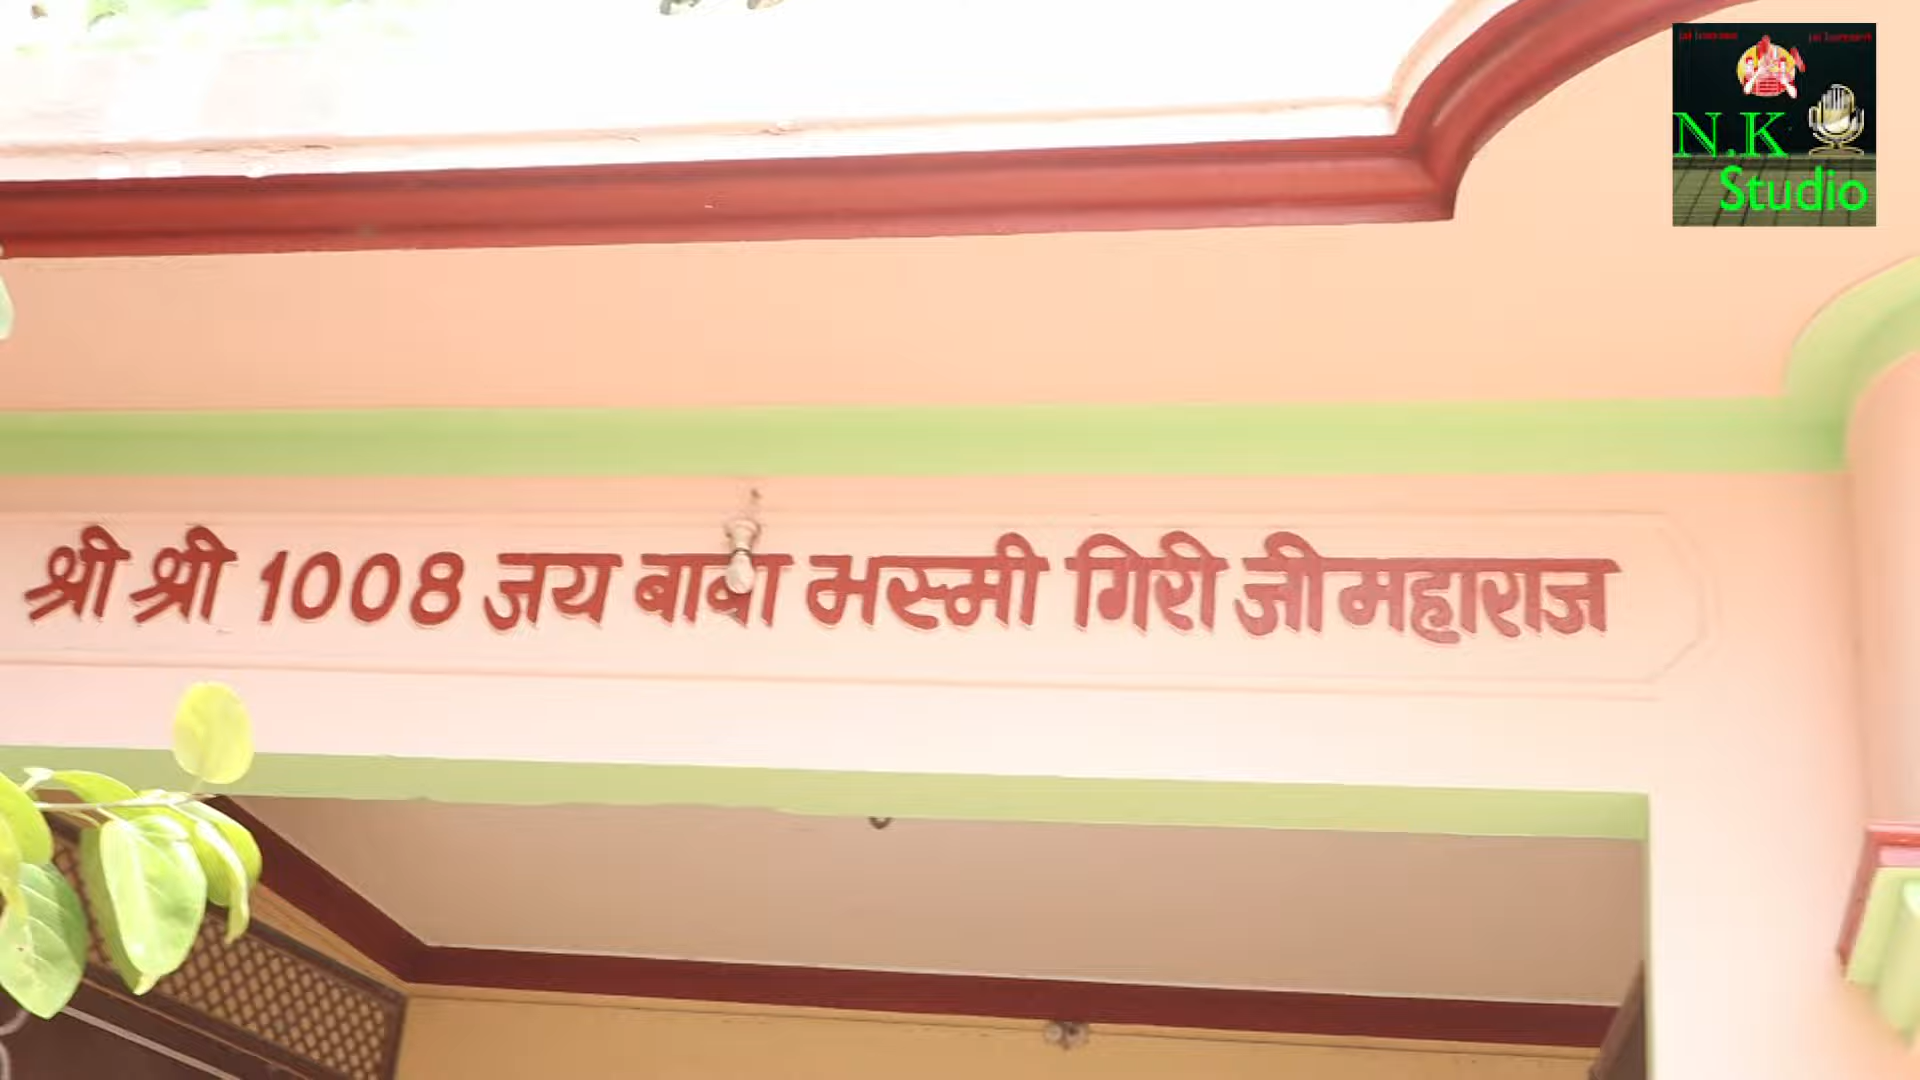 श्री श्री 1008 जय बाबा भस्मी गिरी जी महाराज
N.K
Studio